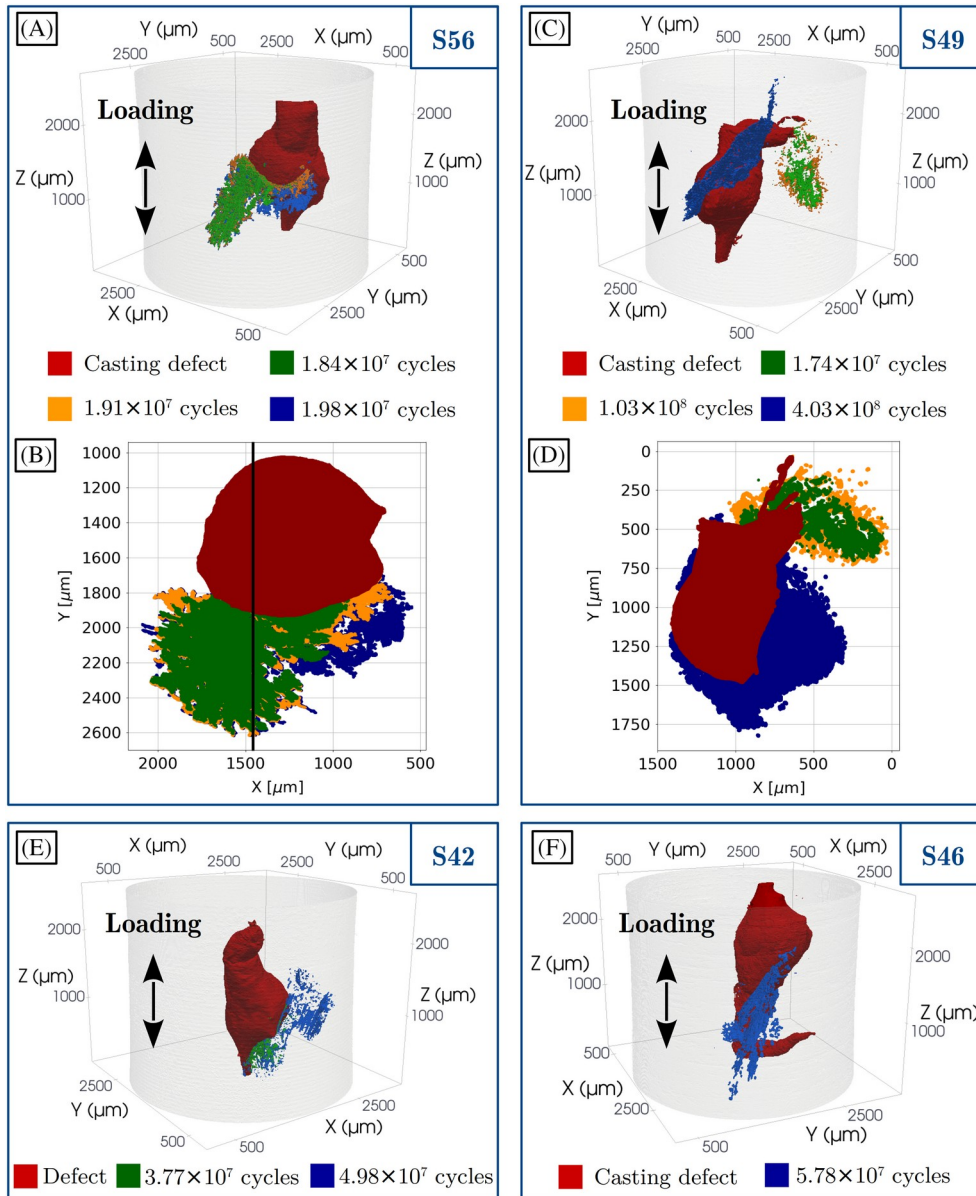 (A)
S56
Y (µm)
X (µm)
2500
500
2500
500
Loading
2000
Z (µm)
1000
2000
Z (µm)
1000
2500
X (µm)
500
500
Y (µm)
2500
Casting defect
1.84×10⁷ cycles
1.91×10⁷ cycles
1.98×10⁷ cycles
(B)
1000
1200
1400
1600
1800
2000
2200
2400
2600
Y [µm]
2000
1500
1000
500
X [µm]
(C)
S49
Y (µm)
X (µm)
2500
500
2500
500
Loading
2000
Z (µm)
1000
2000
Z (µm)
1000
2500
X (µm)
500
500
Y (µm)
2500
Casting defect
1.74×10⁷ cycles
1.03×10⁸ cycles
4.03×10⁸ cycles
(D)
0
250
500
750
1000
1250
1500
1750
Y [µm]
1500
1000
500
0
X [µm]
(E)
S42
X (µm)
Y (µm)
500
2500
2500
500
Loading
2000
Z (µm)
1000
2000
Z (µm)
1000
2500
Y (µm)
500
2500
X (µm)
500
Defect
3.77×10⁷ cycles
4.98×10⁷ cycles
(F)
S46
Y (µm)
X (µm)
500
2500
500
2500
Loading
2000
Z (µm)
1000
2000
Z (µm)
1000
500
X (µm)
2500
2500
Y (µm)
500
Casting defect
5.78×10⁷ cycles